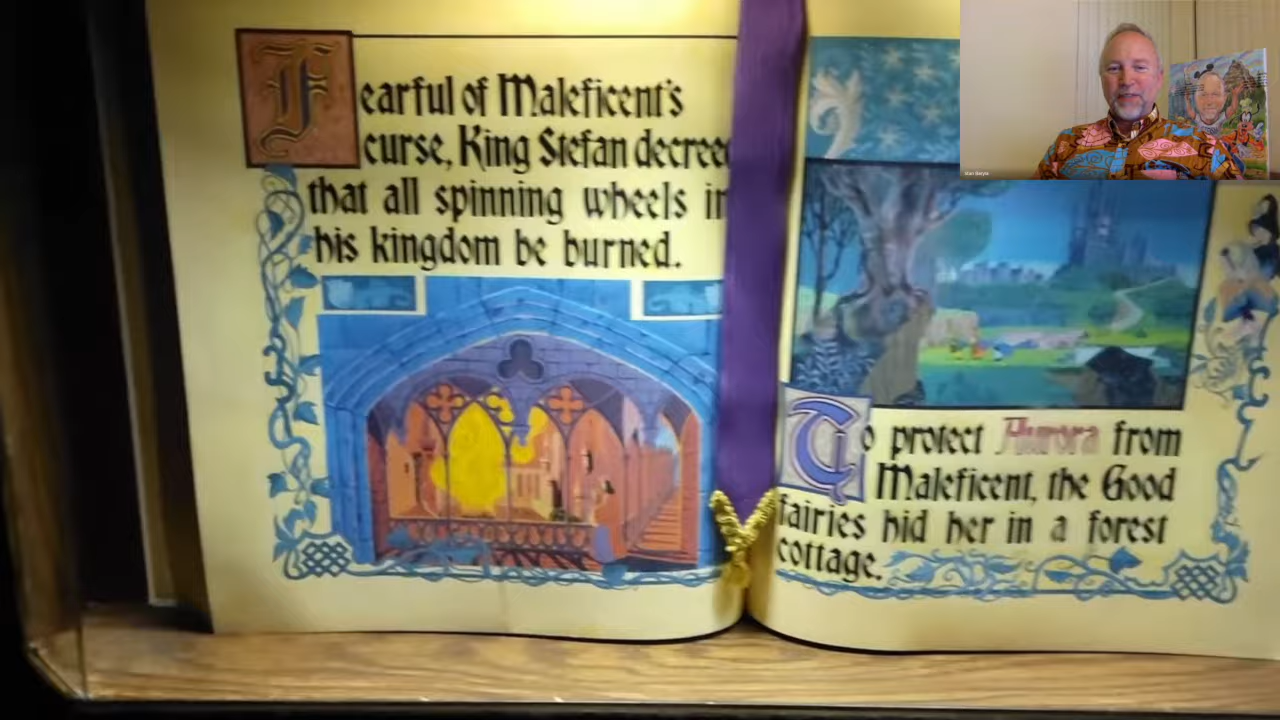 Fearful of Maleficent's
curse, King Stefan decreed
that all spinning wheels in
his kingdom be burned.
To protect Aurora from
Maleficent, the Good
fairies hid her in a forest
cottage.